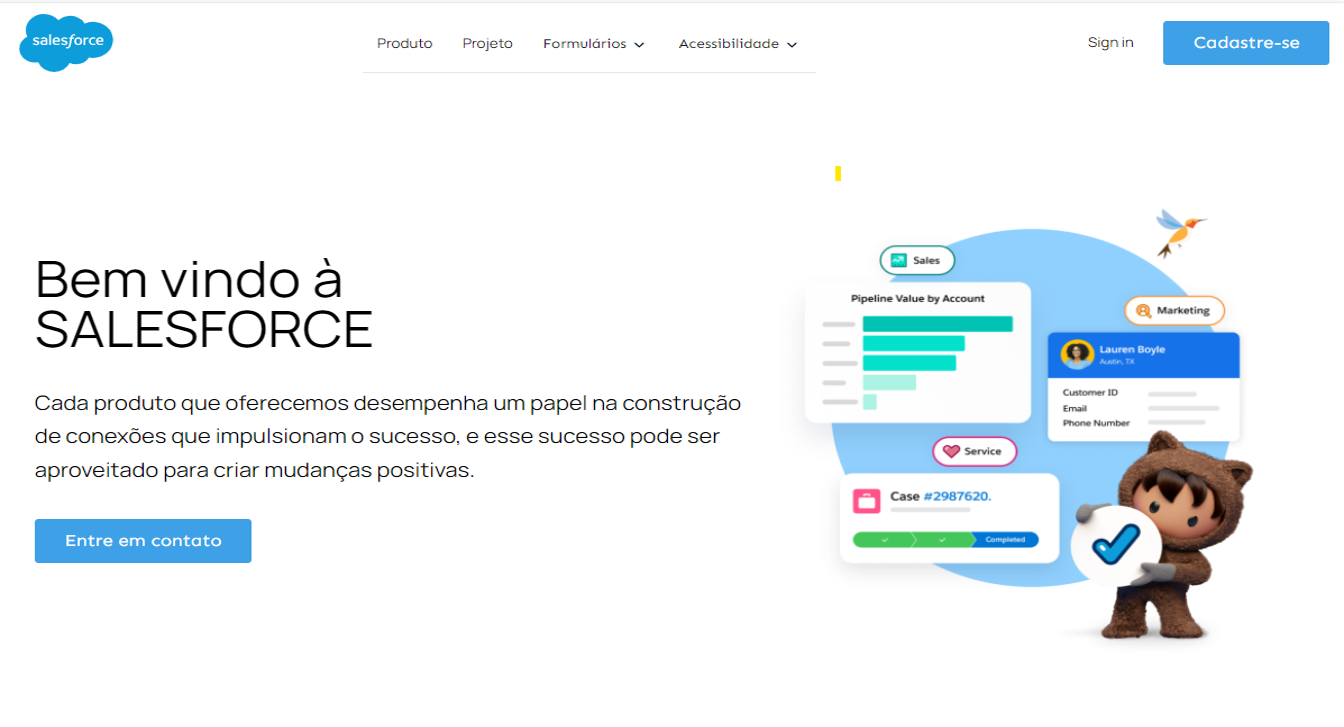 salesforce
Produto
Projeto
Formulários
Acessibilidade
Sign in
Cadastre-se
Bem vindo à
SALESFORCE
Cada produto que oferecemos desempenha um papel na construção
de conexões que impulsionam o sucesso, e esse sucesso pode ser
aproveitado para criar mudanças positivas.
Entre em contato
Sales
Pipeline Value by Account
Marketing
Lauren Boyle
Austin, TX
Customer ID
Email
Phone Number
Service
Case #2987620.
Completed